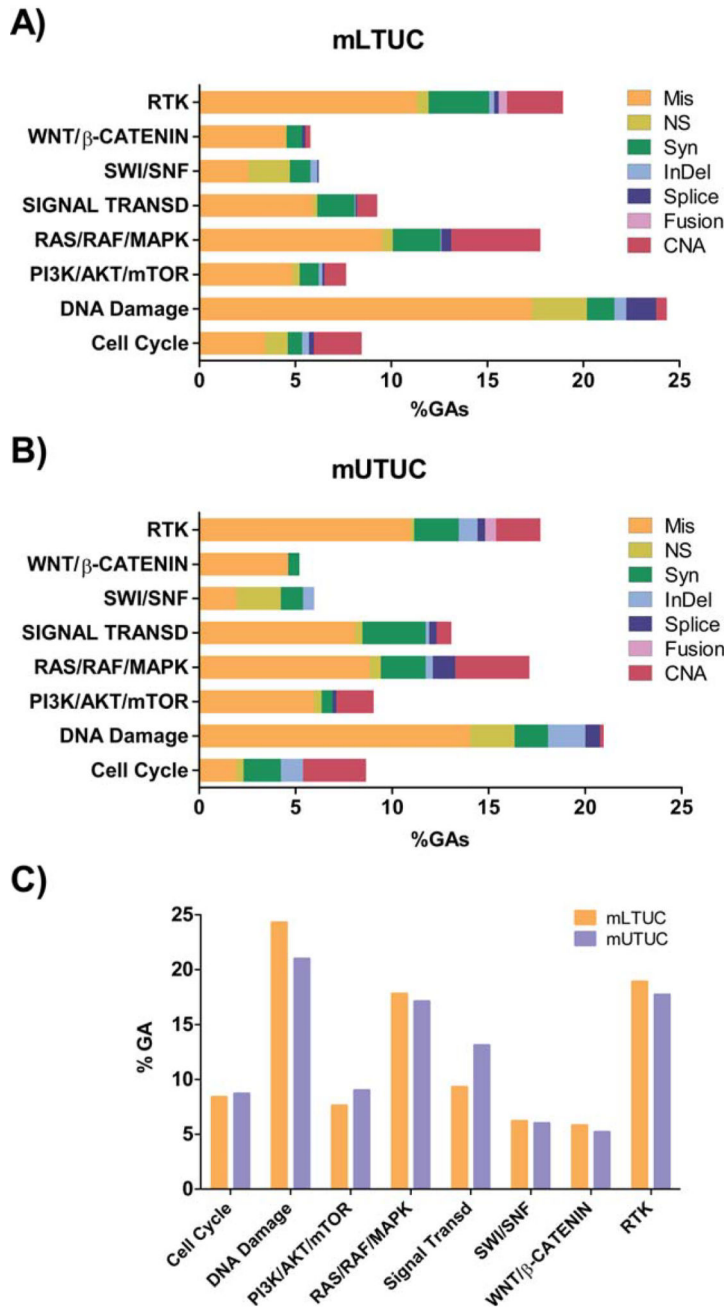 A)
mLTUC
RTK
WNT/β-CATENIN
SWI/SNF
SIGNAL TRANSD
RAS/RAF/MAPK
PI3K/AKT/mTOR
DNA Damage
Cell Cycle
Mis
NS
Syn
InDel
Splice
Fusion
CNA
0 5 10 15 20 25
%GAs
B)
mUTUC
RTK
WNT/β-CATENIN
SWI/SNF
SIGNAL TRANSD
RAS/RAF/MAPK
PI3K/AKT/mTOR
DNA Damage
Cell Cycle
Mis
NS
Syn
InDel
Splice
Fusion
CNA
0 5 10 15 20 25
%GAs
C)
25
20
15
10
5
0
% GA
mLTUC
mUTUC
Cell Cycle
DNA Damage
PI3K/AKT/mTOR
RAS/RAF/MAPK
Signal Transd
SWI/SNF
WNT/β-CATENIN
RTK